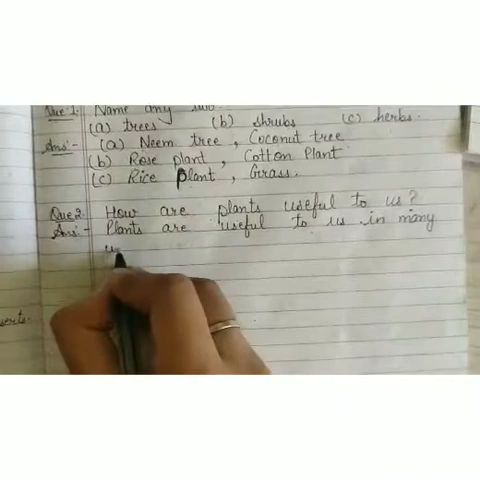 Que:1. Name any two.
(a) trees (b) shrubs (c) herbs.
Ans:- (a) Neem tree, Coconut tree
(b) Rose plant, Cotton Plant
(c) Rice plant, Grass.
Que 2. How are plants useful to us?
Ans:- Plants are useful to us in many